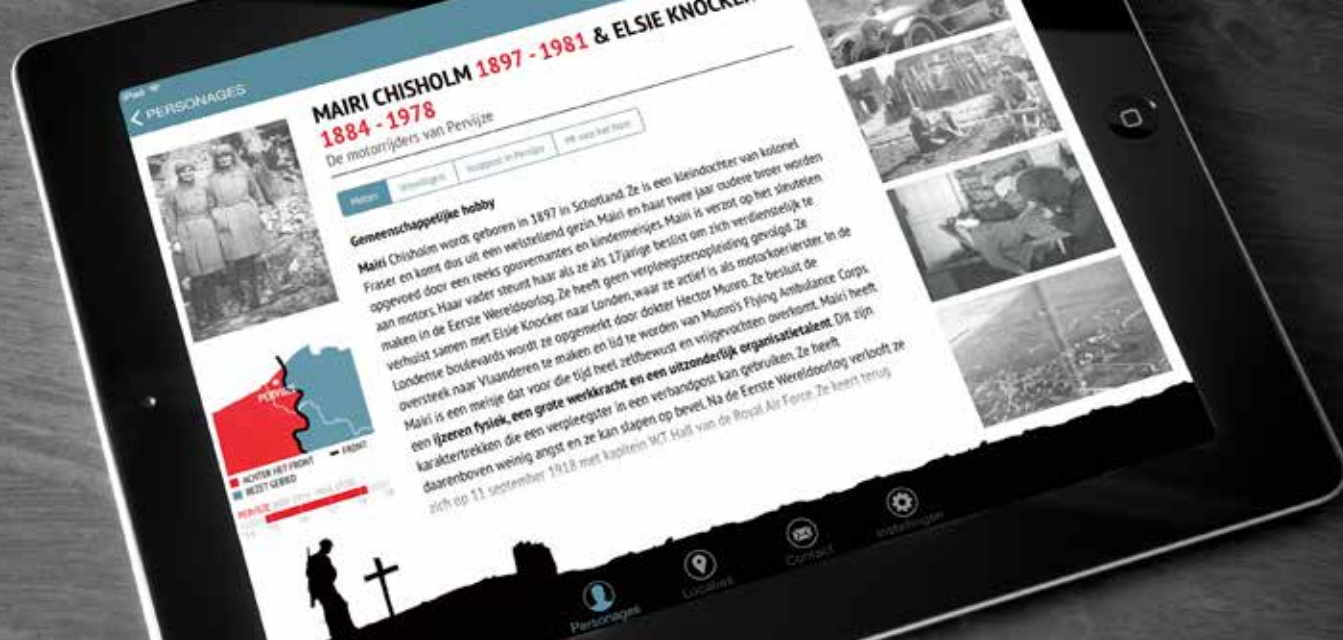 iPad
PERSONAGES
MAIRI CHISHOLM 1897 - 1981 & ELSIE KNOCKER
1884 - 1978
De motorrijders van Pervijze
Motors
Vrijwilligers
Hulppost in Pervijze
PR voor het front
Gemeenschappelijke hobby
Mairi Chisholm wordt geboren in 1897 in Schotland. Ze is een kleindochter van kolonel
Fraser en komt dus uit een welstellend gezin. Mairi en haar twee jaar oudere broer worden
opgevoed door een reeks gouvernantes en kindermeisjes. Mairi is verzot op het sleutelen
aan motors. Haar vader steunt haar als ze als 17jarige beslist om zich verdienstelijk te
maken in de Eerste Wereldoorlog. Ze heeft geen verpleegstersopleiding gevolgd. Ze
verhuist samen met Elsie Knocker naar Londen, waar ze actief is als motorkoerierster. In de
Londense boulevards wordt ze opgemerkt door dokter Hector Munro. Ze besluit de
oversteek naar Vlaanderen te maken en lid te worden van Munro's Flying Ambulance Corps.
Mairi is een meisje dat voor die tijd heel zelfbewust en vrijgevochten overkomt. Mairi heeft
een ijzeren fysiek, een grote werkkracht en een uitzonderlijk organisatietalent. Dit zijn
karaktertrekken die een verpleegster in een verbandpost kan gebruiken. Ze heeft
daarenboven weinig angst en ze kan slapen op bevel. Na de Eerste Wereldoorlog verlooft ze
zich op 11 september 1918 met kapitein W.T. Hall van de Royal Air Force. Ze keert terug
ACHTER HET FRONT
FRONT
BEZET GEBIED
PERVIJZE
Personages
Locaties
Contact
Instellingen